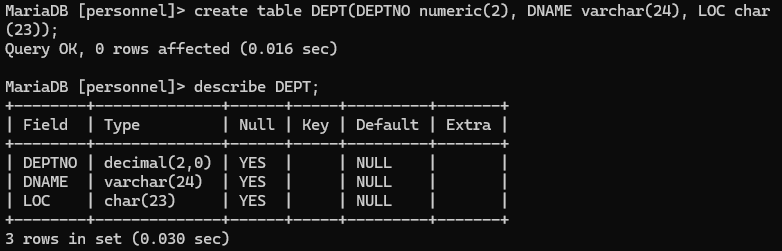 MariaDB [personnel]> create table DEPT(DEPTNO numeric(2), DNAME varchar(24), LOC char
(23));
Query OK, 0 rows affected (0.016 sec)
MariaDB [personnel]> describe DEPT;
+--------+--------------+------+-----+---------+-------+
| Field  | Type         | Null | Key | Default | Extra |
+--------+--------------+------+-----+---------+-------+
| DEPTNO | decimal(2,0) | YES  |     | NULL    |       |
| DNAME  | varchar(24)  | YES  |     | NULL    |       |
| LOC    | char(23)     | YES  |     | NULL    |       |
+--------+--------------+------+-----+---------+-------+
3 rows in set (0.030 sec)